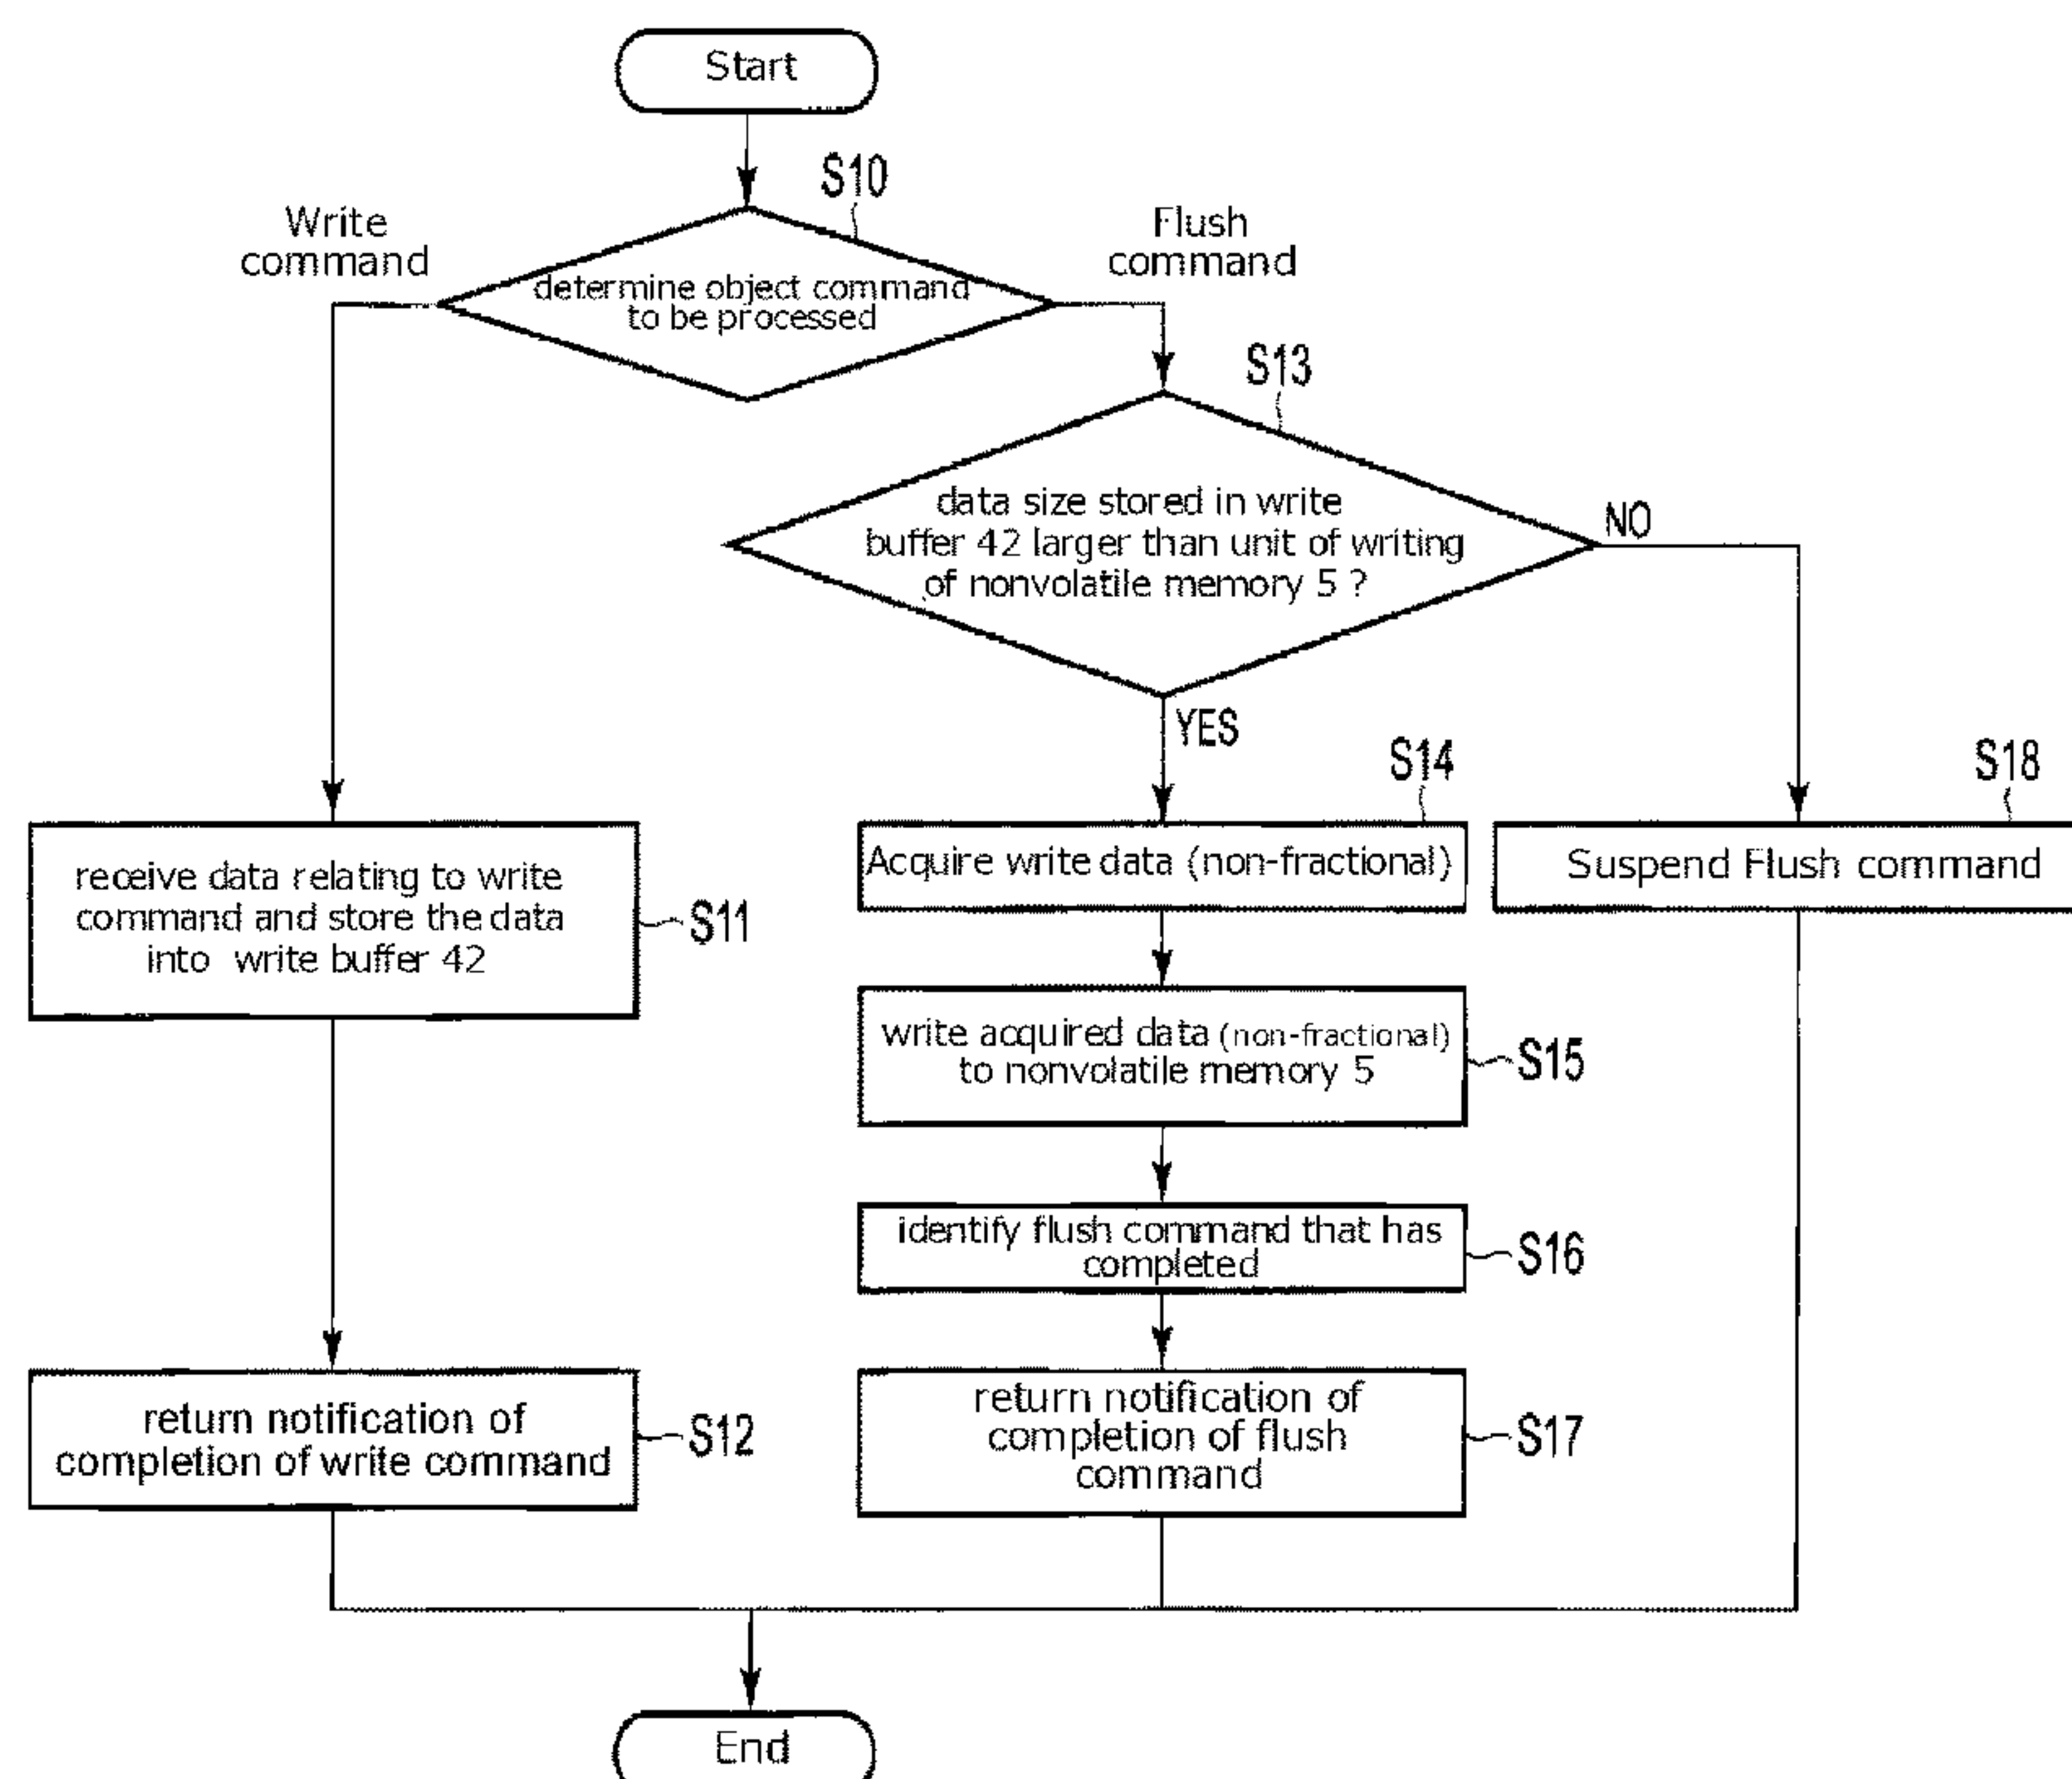 Start
S10
Write
command
Flush
command
determine object command
to be processed
S13
data size stored in write
buffer 42 larger than unit of writing
of nonvolatile memory 5 ?
NO
YES
S14
S18
receive data relating to write
command and store the data
into write buffer 42
S11
Acquire write data (non-fractional)
Suspend Flush command
write acquired data (non-fractional)
to nonvolatile memory 5
S15
identify flush command that has
completed
S16
return notification of
completion of write command
S12
return notification of
completion of flush
command
S17
End